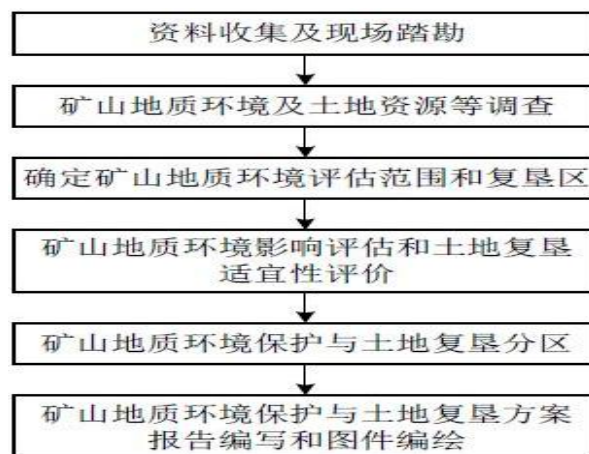 资料收集及现场踏勘
矿山地质环境及土地资源等调查
确定矿山地质环境评估范围和复垦区
矿山地质环境影响评估和土地复垦
适宜性评价
矿山地质环境保护与土地复垦分区
矿山地质环境保护与土地复垦方案
报告编写和图件编绘